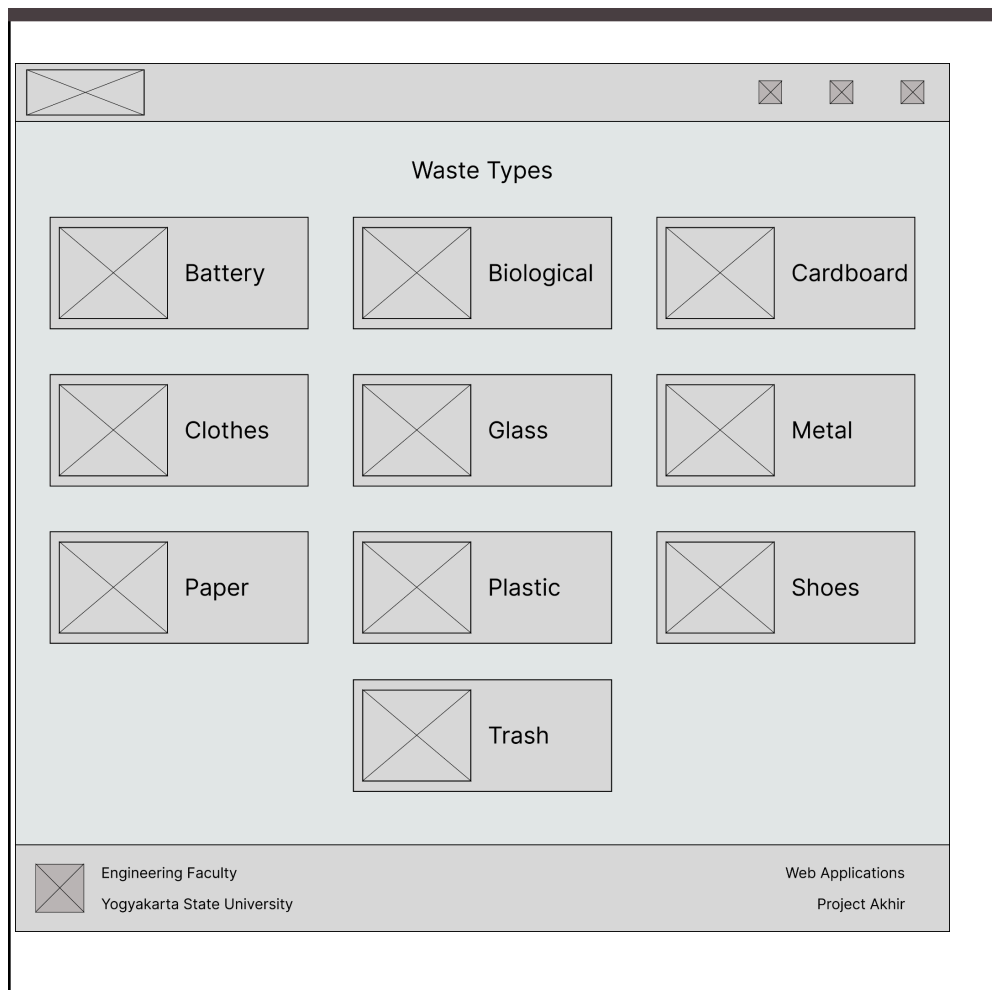 Waste Types
Battery
Biological
Cardboard
Clothes
Glass
Metal
Paper
Plastic
Shoes
Trash
Engineering Faculty
Yogyakarta State University
Web Applications
Project Akhir